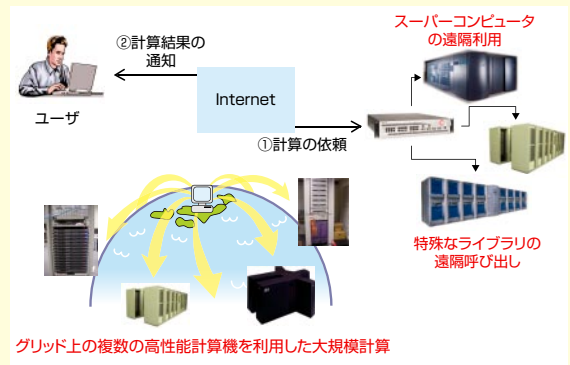 スーパーコンピュータ
の遠隔利用
②計算結果の
通知
Internet
ユーザ
①計算の依頼
特殊なライブラリの
遠隔呼び出し
グリッド上の複数の高性能計算機を利用した大規模計算